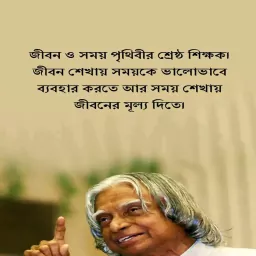 জীবন ও সময় পৃথিবীর শ্রেষ্ঠ শিক্ষক।
জীবন শেখায় সময়কে ভালোভাবে
ব্যবহার করতে আর সময় শেখায়
জীবনের মূল্য দিতে।